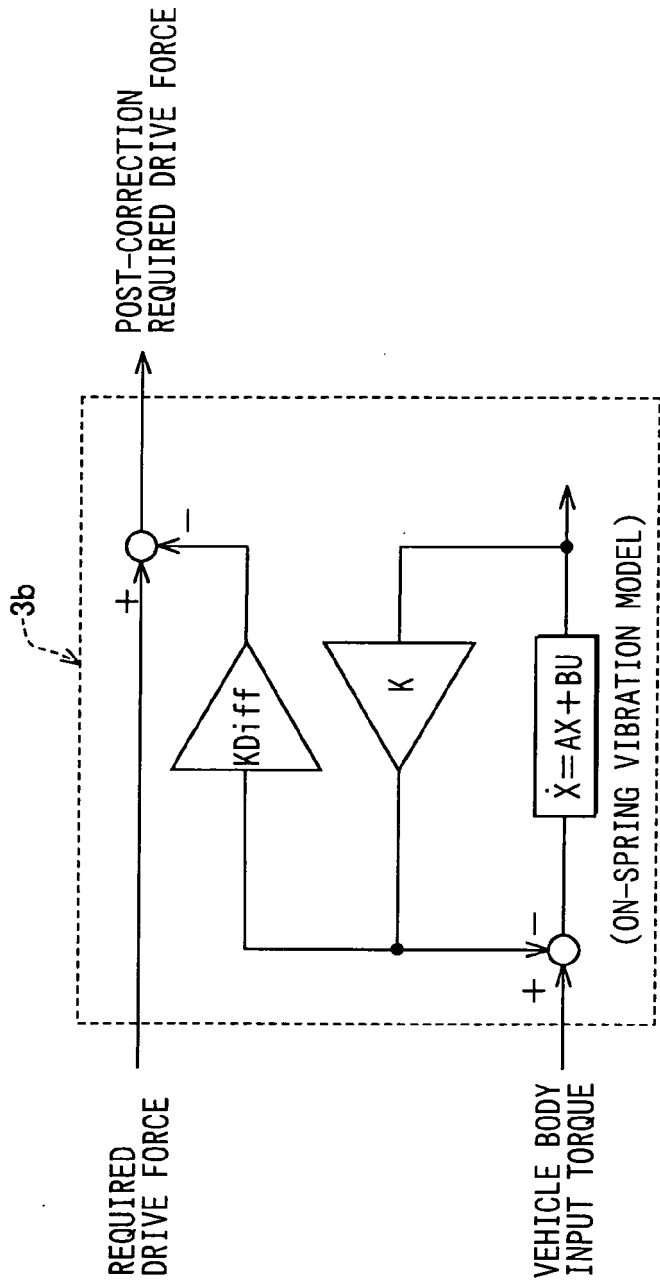 3b
REQUIRED
DRIVE FORCE
+
-
POST-CORRECTION
REQUIRED DRIVE FORCE
KDiff
K
VEHICLE BODY
INPUT TORQUE
+
-
Ẋ=AX+BU
(ON-SPRING VIBRATION MODEL)